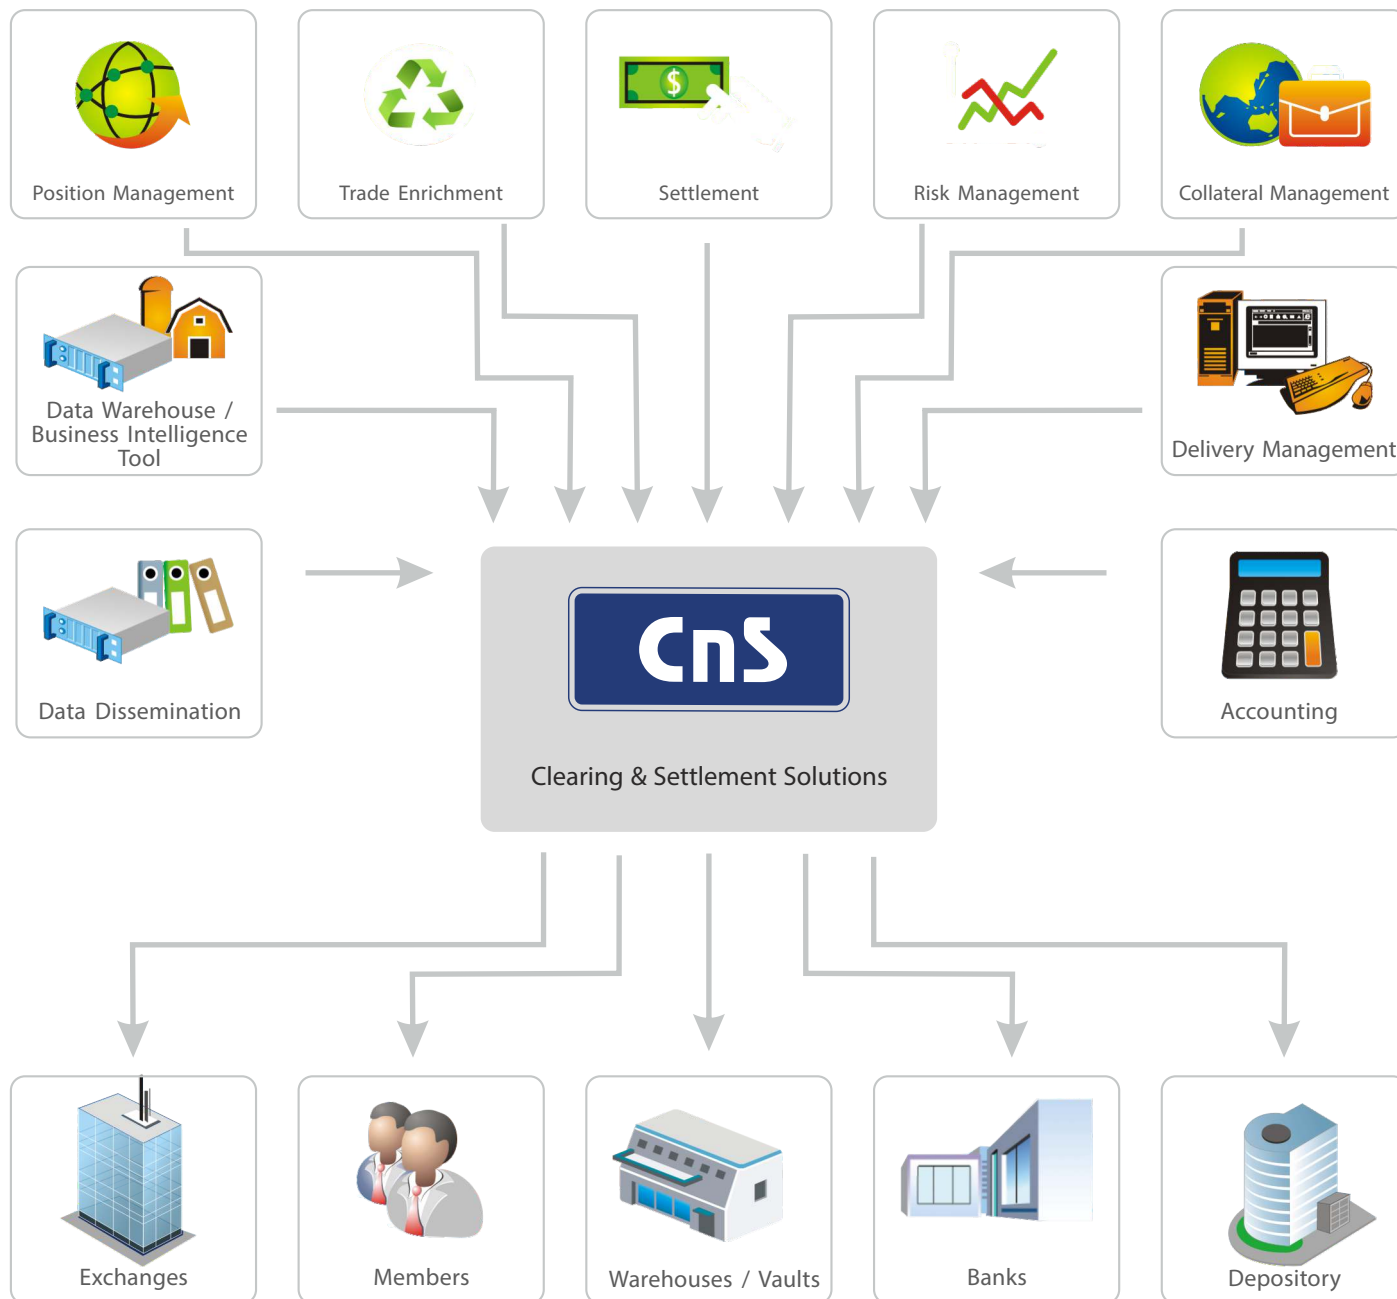 Position Management
Trade Enrichment
$
Settlement
Risk Management
Collateral Management
Data Warehouse /
Business Intelligence
Tool
Delivery Management
Data Dissemination
CnS
Clearing & Settlement Solutions
Accounting
Exchanges
Members
Warehouses / Vaults
Banks
Depository